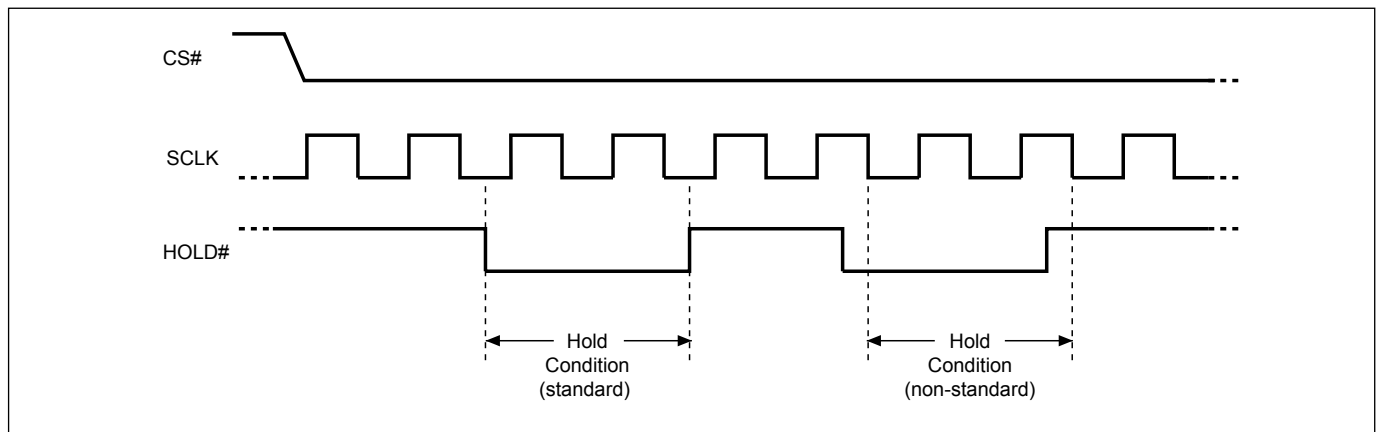 CS#
SCLK
HOLD#
Hold
Condition
(standard)
Hold
Condition
(non-standard)